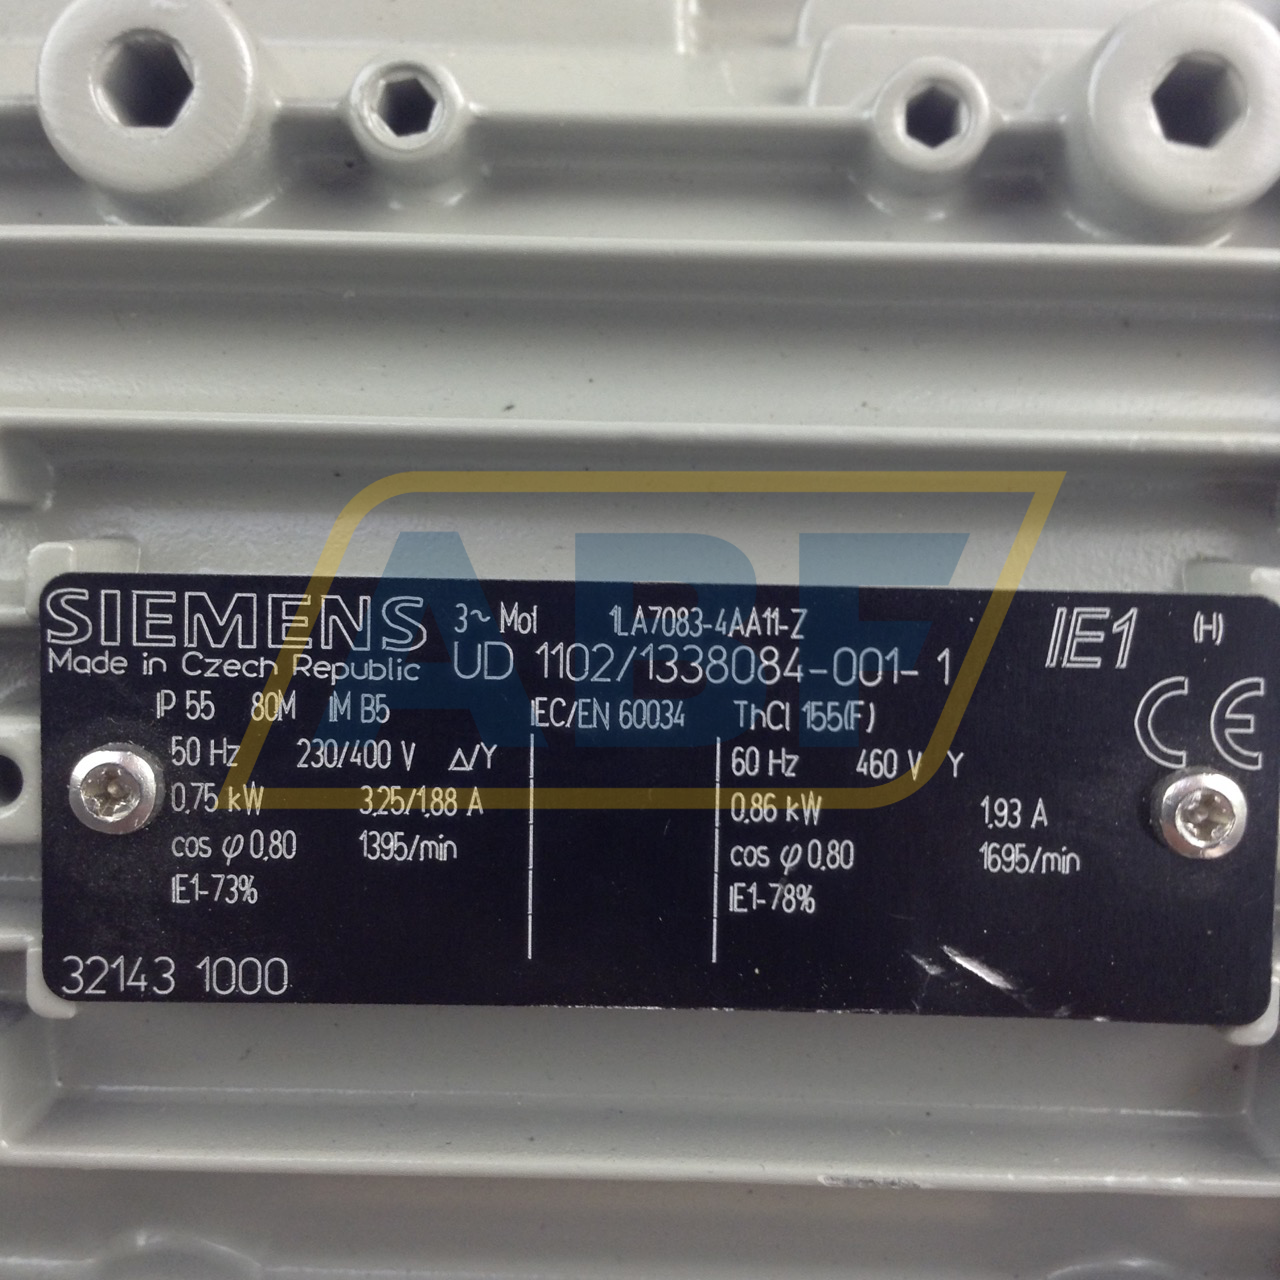 SIEMENS 3~ Mot 1LA7083-4AA11-Z IE1 (H)
Made in Czech Republic UD 1102/1338084-001-1
CE
IP 55 80M IM B5 IEC/EN 60034 ThCl 155(F)
50 Hz 230/400 V Δ/Y 60 Hz 460 V Y
0,75 kW 3,25/1,88 A 0,86 kW 1,93 A
cos φ 0,80 1395/min cos φ 0,80 1695/min
IE1-73% IE1-78%
32143 1000
ABF